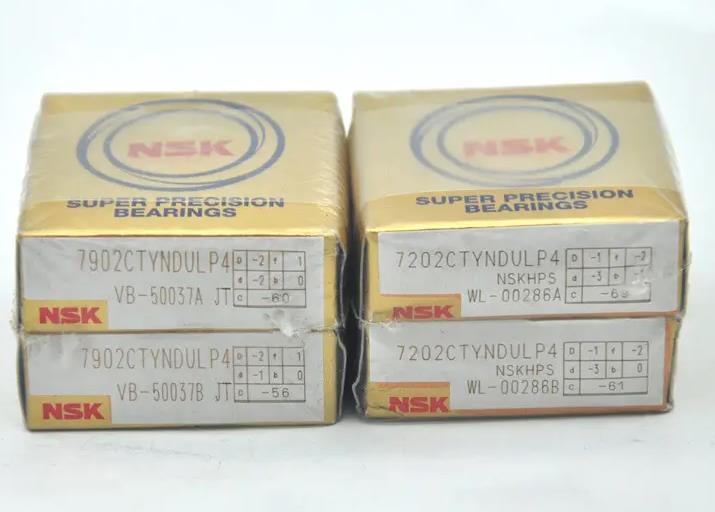 NSK
SUPER PRECISION
BEARINGS
7902CTYNDULP4
D -2 f 1
d -2 b 0
VB-50037A JT
C -60
NSK
7902CTYNDULP4
D -2 f 1
d -1 b 0
VB-50037B JT
-56
NSK
NSK
SUPER PRECISION
BEARINGS
7202CTYNDULP4
D -1 f -2
NSKHPS
d -3 b
WL-00286A
C
NSK
7202CTYNDULP4
D -1 f -2
NSKHPS
d -3 b 0
WL-00286B
C -61
NSK